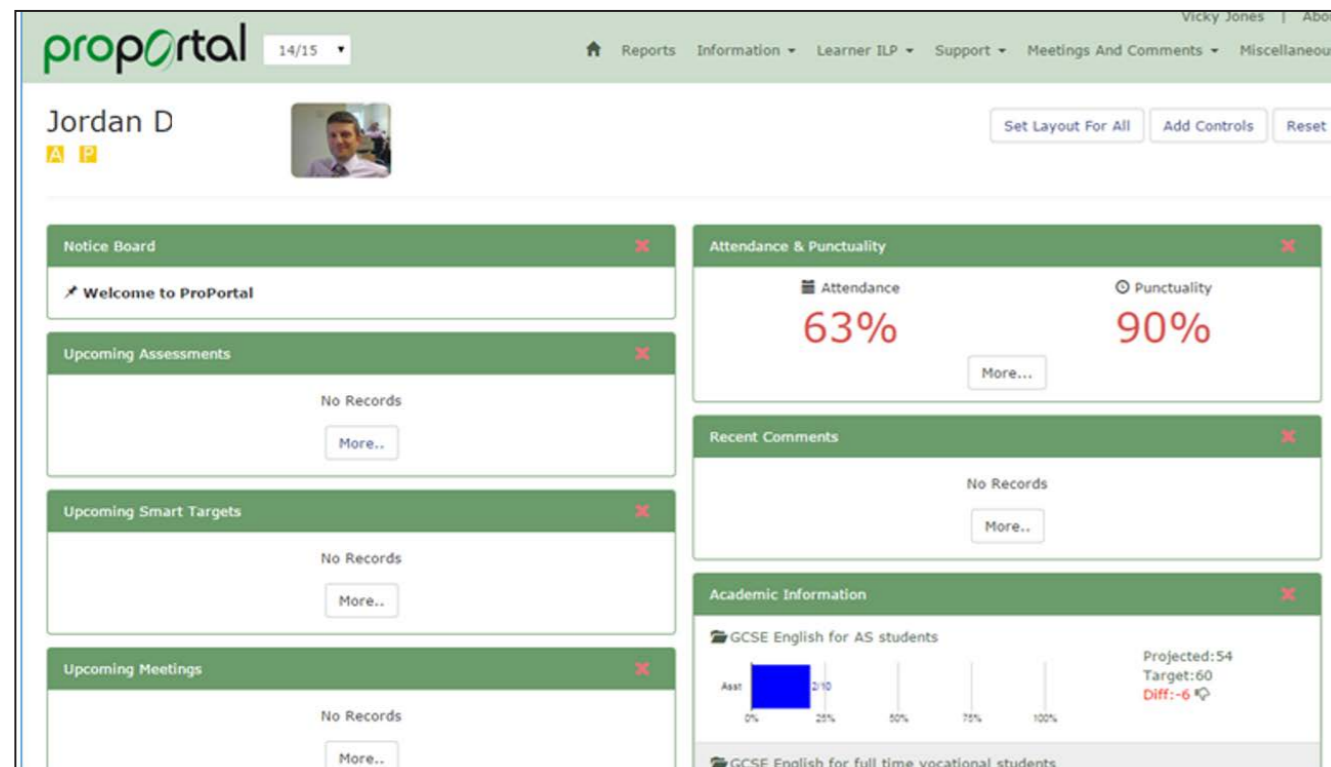 Vicky Jones | Abo
proportal 14/15 Reports Information Learner ILP Support Meetings And Comments Miscellaneou
Jordan D
A P
Set Layout For All Add Controls Reset
Notice Board
Welcome to ProPortal
Upcoming Assessments
No Records
More..
Upcoming Smart Targets
No Records
More..
Upcoming Meetings
No Records
More..
Attendance & Punctuality
Attendance Punctuality
63% 90%
More...
Recent Comments
No Records
More..
Academic Information
GCSE English for AS students
Projected:54
Target:60
Diff:-6
Asst 2/10
0% 25% 50% 75% 100%
GCSE English for full time vocational students